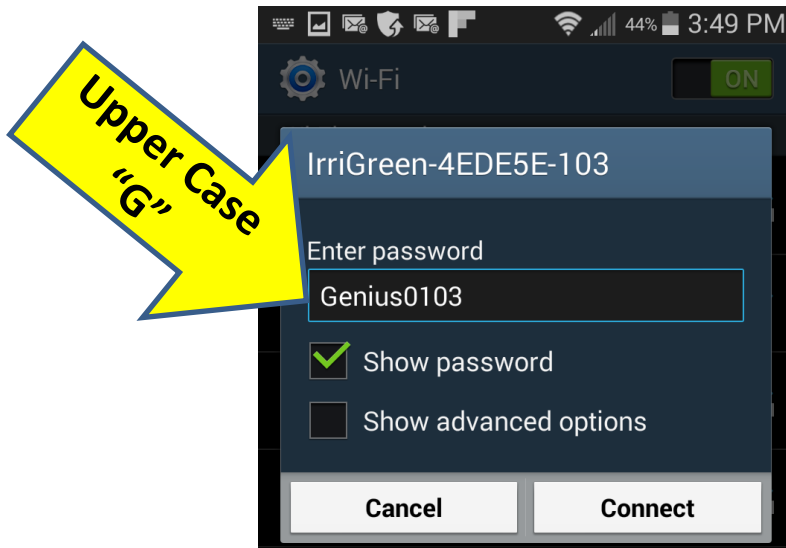 44% 3:49 PM
Wi-Fi ON
Upper Case
“G”
IrriGreen-4EDE5E-103
Enter password
Genius0103
Show password
Show advanced options
Cancel Connect